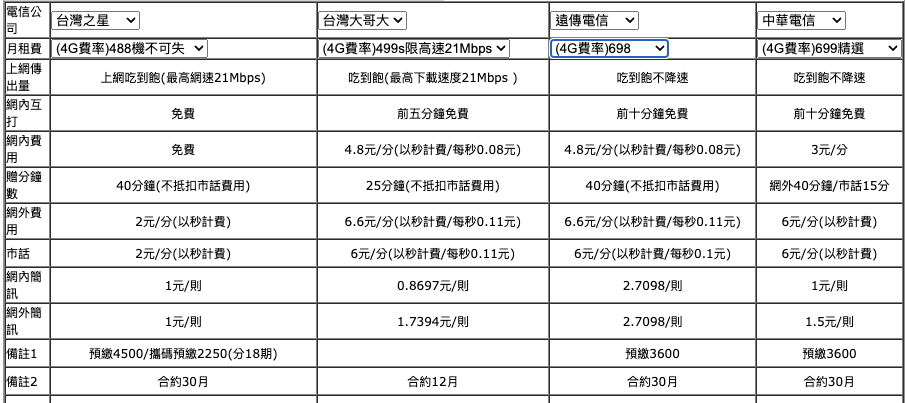 電信公司 台灣之星 台灣大哥大 遠傳電信 中華電信
月租費 (4G費率)488機不可失 (4G費率)499s限高速21Mbps (4G費率)698 (4G費率)699精選
上網傳出量 上網吃到飽(最高網速21Mbps) 吃到飽(最高下載速度21Mbps ) 吃到飽不降速 吃到飽不降速
網內互打 免費 前五分鐘免費 前十分鐘免費 前十分鐘免費
網內費用 免費 4.8元/分(以秒計費/每秒0.08元) 4.8元/分(以秒計費/每秒0.08元) 3元/分
贈分鐘數 40分鐘(不抵扣市話費用) 25分鐘(不抵扣市話費用) 40分鐘(不抵扣市話費用) 網外40分鐘/市話15分
網外費用 2元/分(以秒計費) 6.6元/分(以秒計費/每秒0.11元) 6.6元/分(以秒計費/每秒0.11元) 6元/分(以秒計費)
市話 2元/分(以秒計費) 6元/分(以秒計費/每秒0.11元) 6元/分(以秒計費/每秒0.1元) 6元/分(以秒計費)
網內簡訊 1元/則 0.8697元/則 2.7098/則 1元/則
網外簡訊 1元/則 1.7394元/則 2.7098/則 1.5元/則
備註1 預繳4500/攜碼預繳2250(分18期) 預繳3600 預繳3600
備註2 合約30月 合約12月 合約30月 合約30月